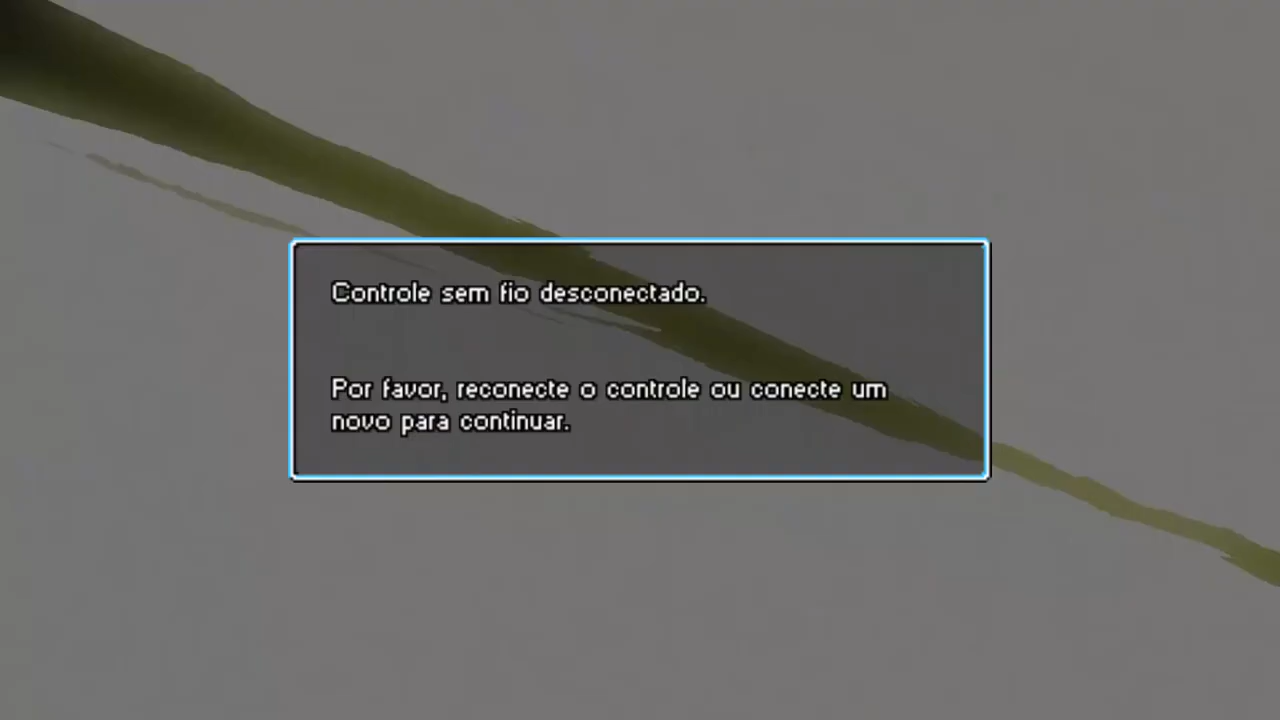 Controle sem fio desconectado.
Por favor, reconecte o controle ou conecte um
novo para continuar.